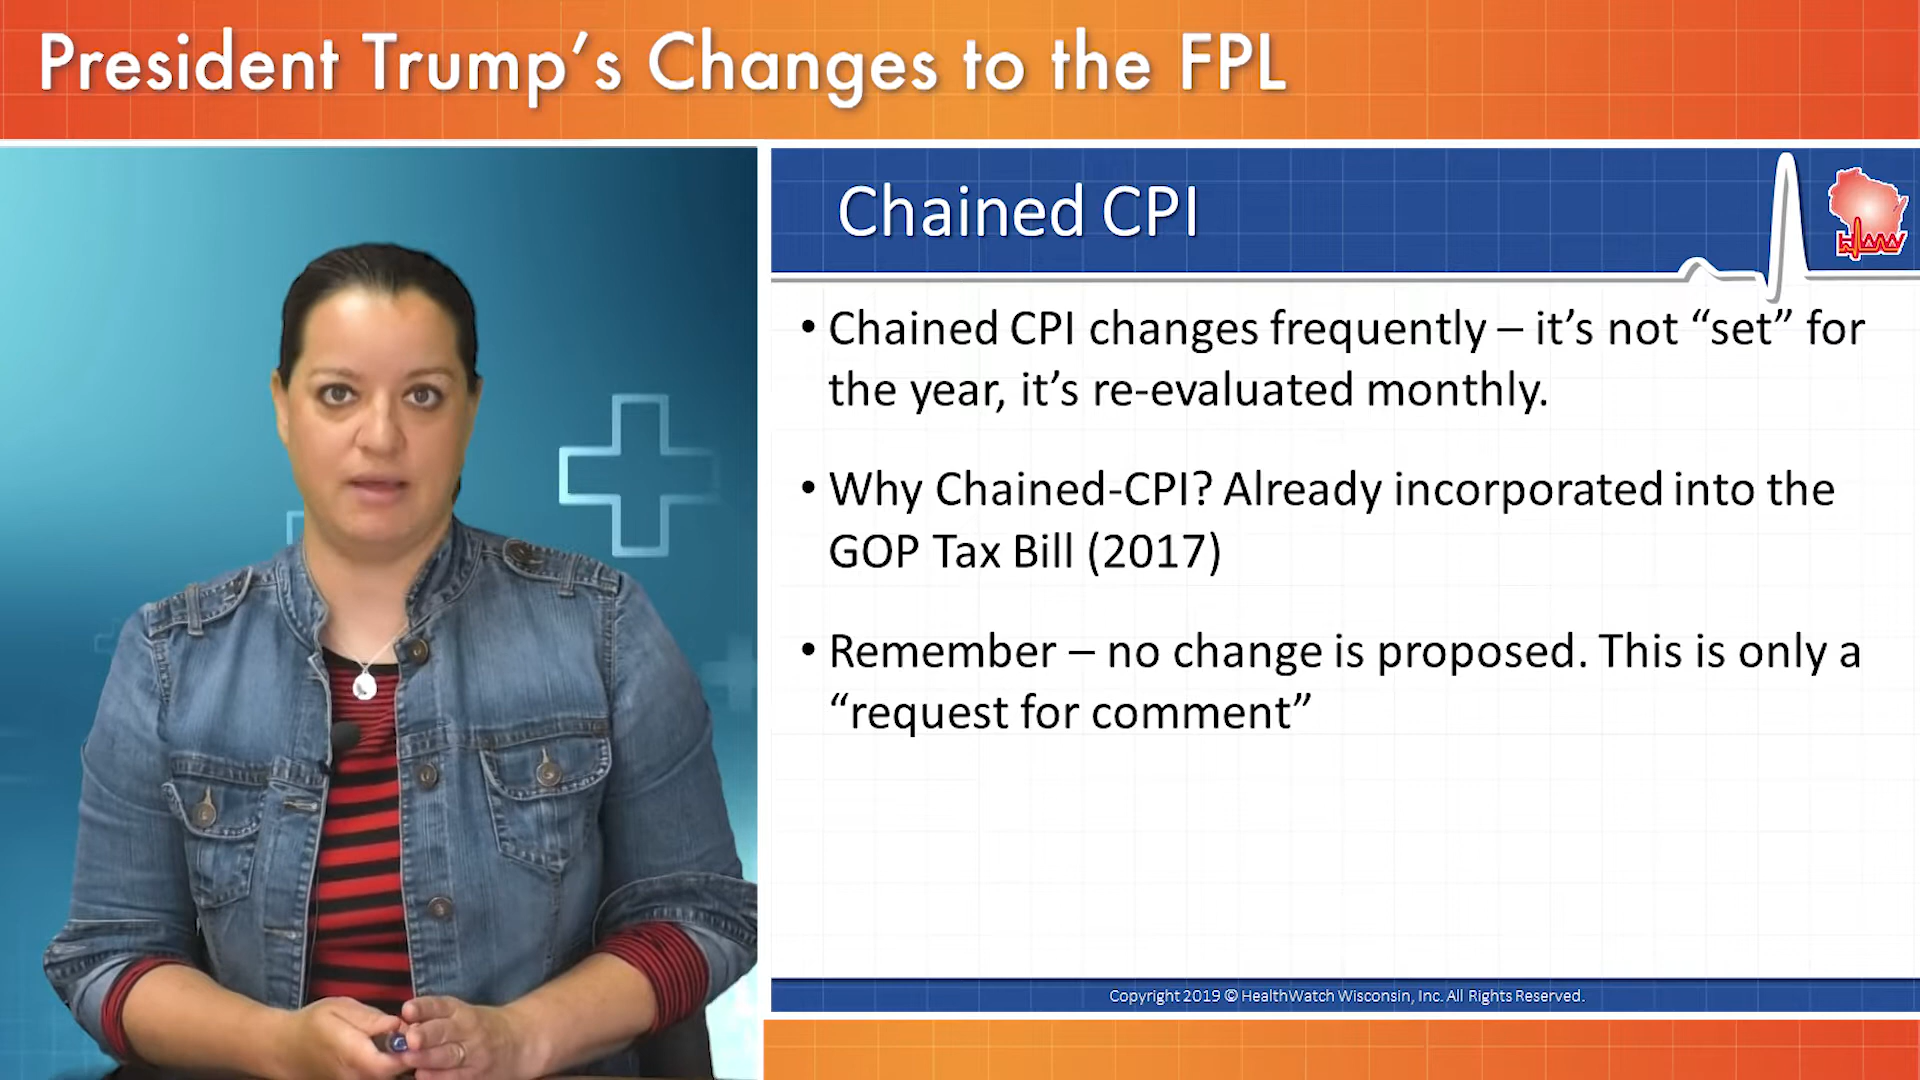 President Trump’s Changes to the FPL
Chained CPI
• Chained CPI changes frequently – it’s not “set” for
the year, it’s re-evaluated monthly.
• Why Chained-CPI? Already incorporated into the
GOP Tax Bill (2017)
• Remember – no change is proposed. This is only a
“request for comment”
Copyright 2019 © HealthWatch Wisconsin, Inc. All Rights Reserved.